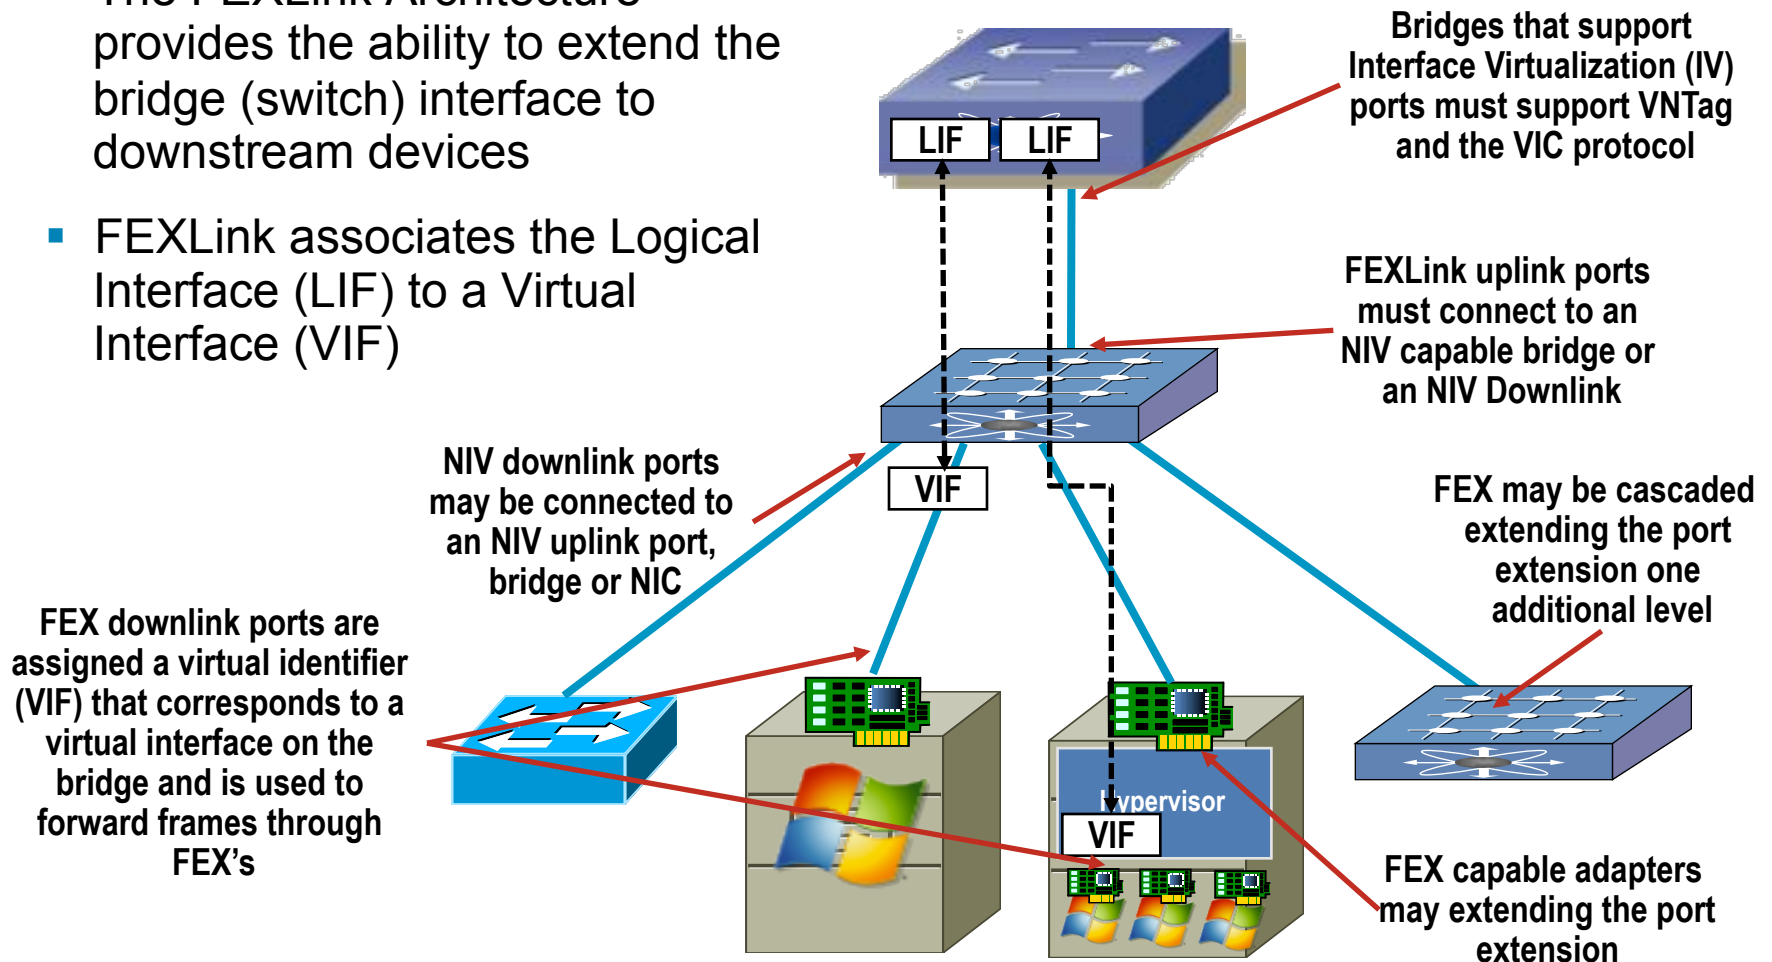 The FEXLink Architecture
provides the ability to extend the
bridge (switch) interface to
downstream devices
FEXLink associates the Logical
Interface (LIF) to a Virtual
Interface (VIF)
Bridges that support
Interface Virtualization (IV)
ports must support VNTag
and the VIC protocol
LIF
LIF
FEXLink uplink ports
must connect to an
NIV capable bridge or
an NIV Downlink
NIV downlink ports
may be connected to
an NIV uplink port,
bridge or NIC
VIF
FEX may be cascaded
extending the port
extension one
additional level
FEX downlink ports are
assigned a virtual identifier
(VIF) that corresponds to a
virtual interface on the
bridge and is used to
forward frames through
FEX's
Hypervisor
VIF
FEX capable adapters
may extending the port
extension